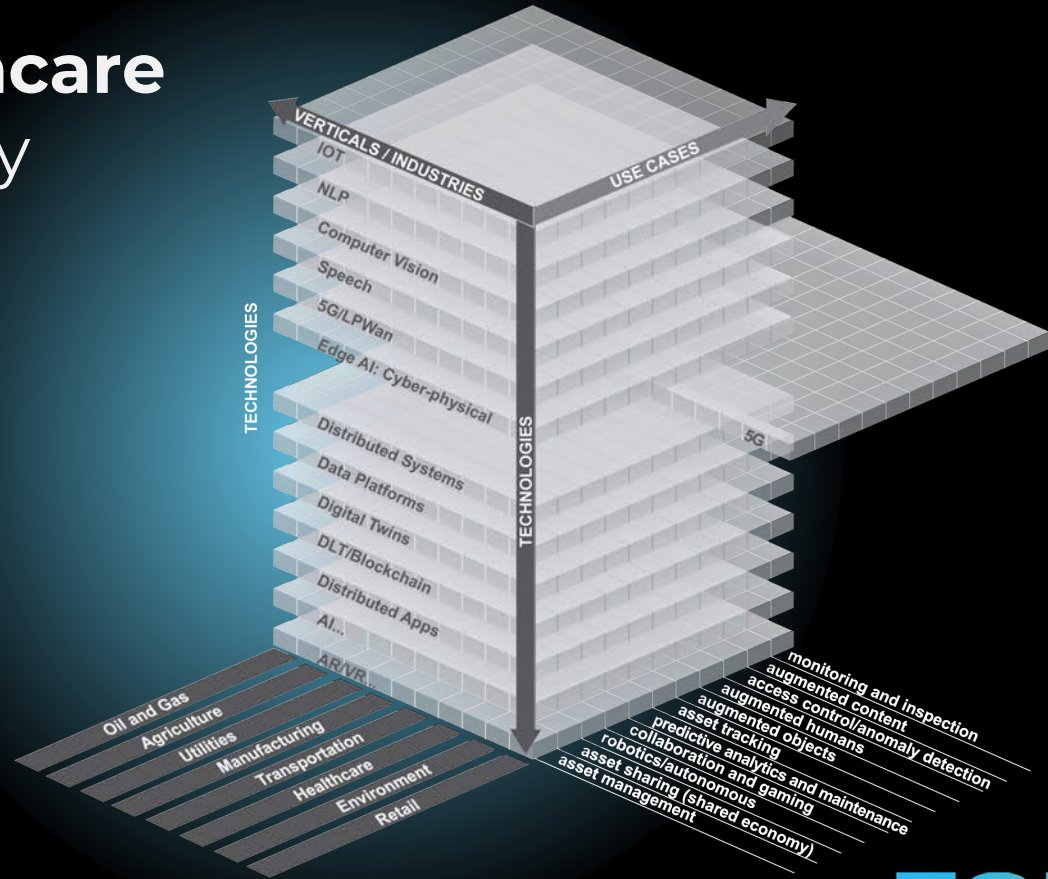 VERTICALS / INDUSTRIES
USE CASES
TECHNOLOGIES
TECHNOLOGIES
IOT
NLP
Computer Vision
Speech
5G/LPWan
Edge AI: Cyber-physical
Distributed Systems
Data Platforms
Digital Twins
DLT/Blockchain
Distributed Apps
AI...
AR/VR...
5G
Oil and Gas
Agriculture
Utilities
Manufacturing
Transportation
Healthcare
Environment
Retail
monitoring and inspection
augmented content
access control/anomaly detection
augmented humans
augmented objects
asset tracking
predictive analytics and maintenance
collaboration and gaming
robotics/autonomous
asset sharing (shared economy)
asset management